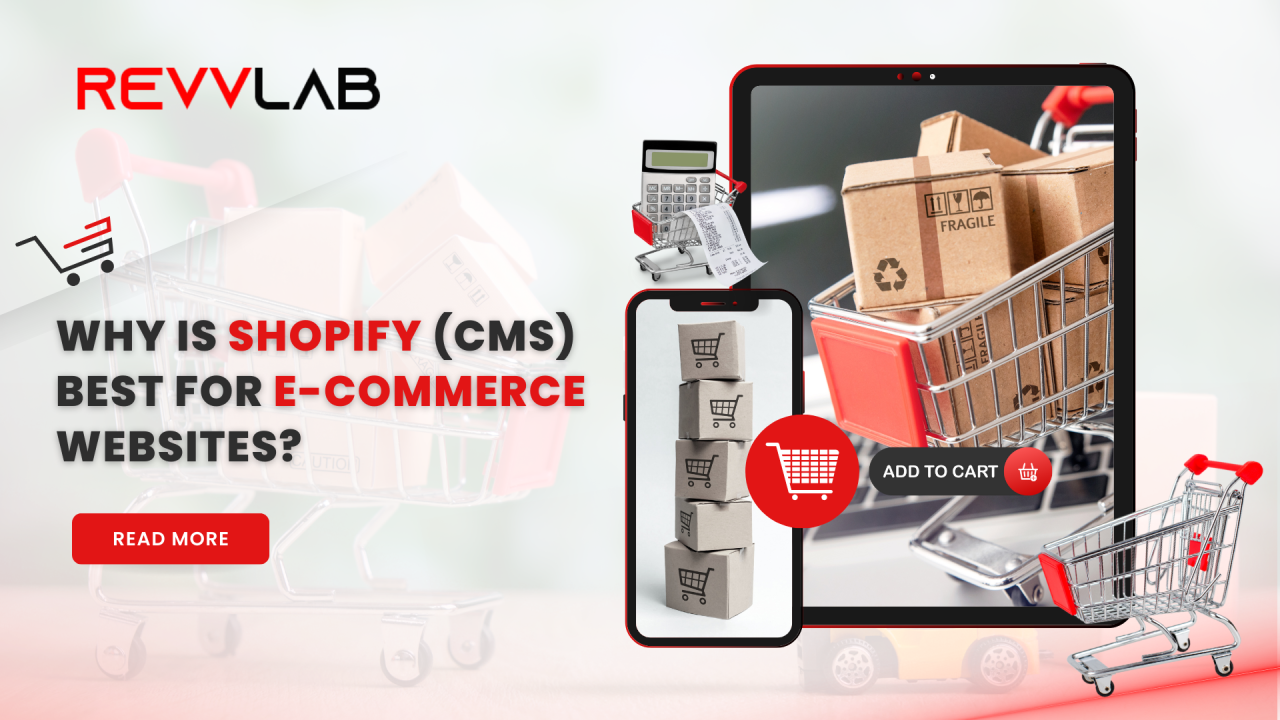 REVVLAB
WHY IS SHOPIFY (CMS)
BEST FOR E-COMMERCE
WEBSITES?
READ MORE
FRAGILE
ADD TO CART